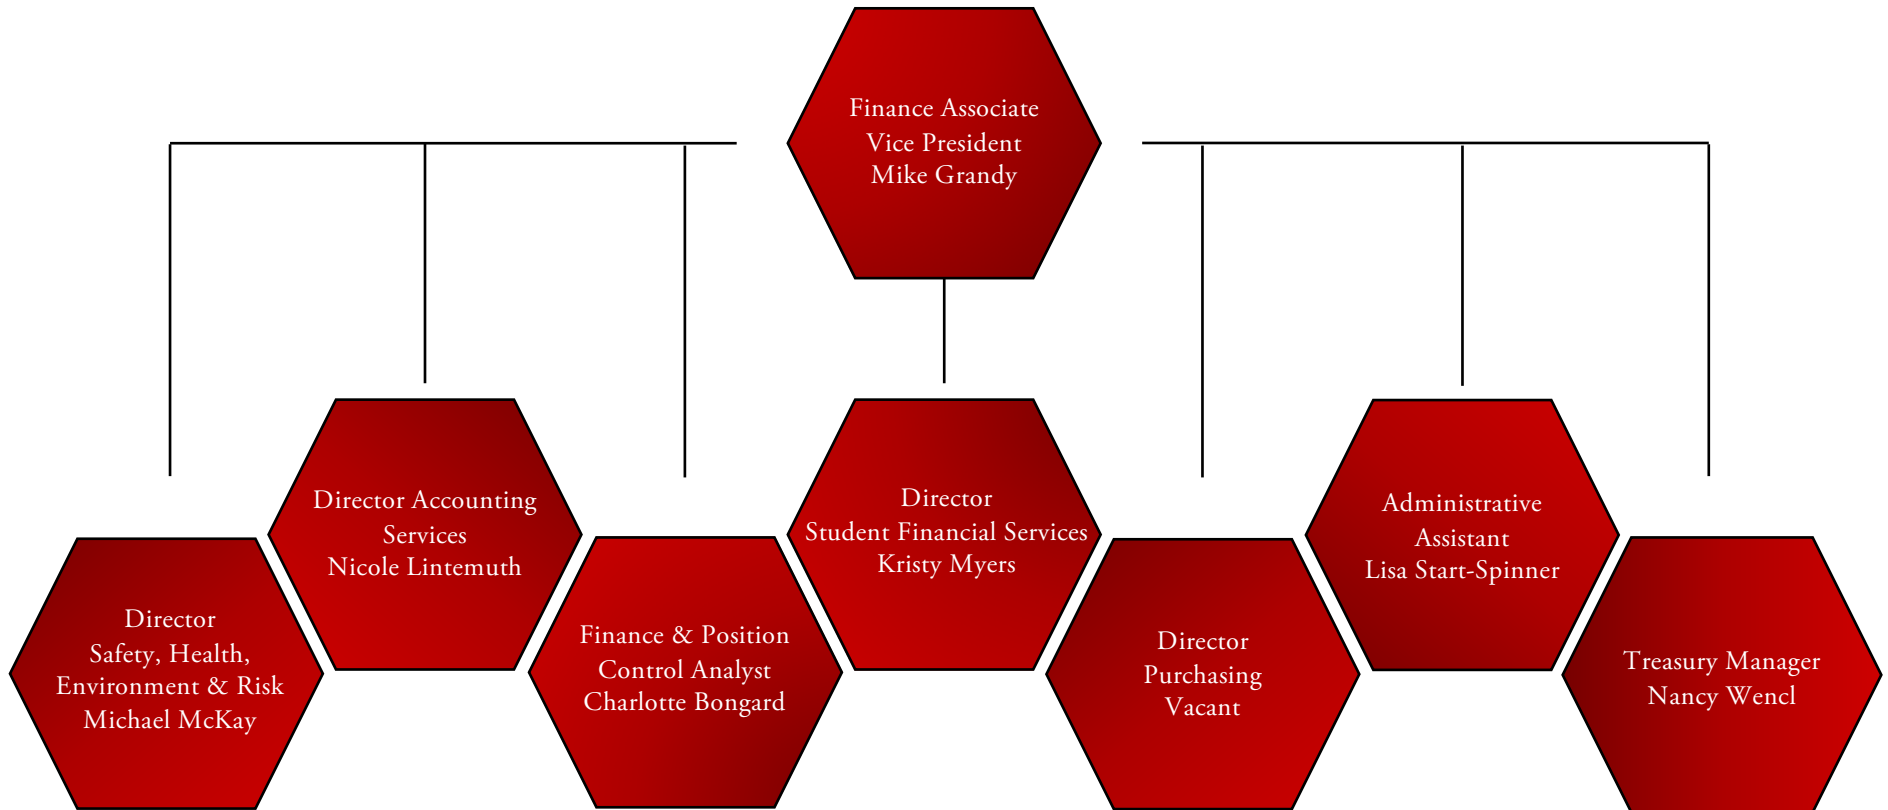 Finance Associate
Vice President
Mike Grandy
Director
Safety, Health,
Environment & Risk
Michael McKay
Director Accounting
Services
Nicole Lintemuth
Finance & Position
Control Analyst
Charlotte Bongard
Director
Student Financial Services
Kristy Myers
Director
Purchasing
Vacant
Administrative
Assistant
Lisa Start-Spinner
Treasury Manager
Nancy Wencl